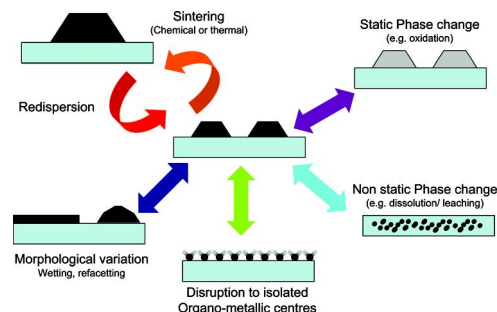 Sintering
(Chemical or thermal)
Static Phase change
(e.g. oxidation)
Redispersion
Non static Phase change
(e.g. dissolution/ leaching)
Morphological variation
Wetting, refacetting
Disruption to isolated
Organo-metallic centres